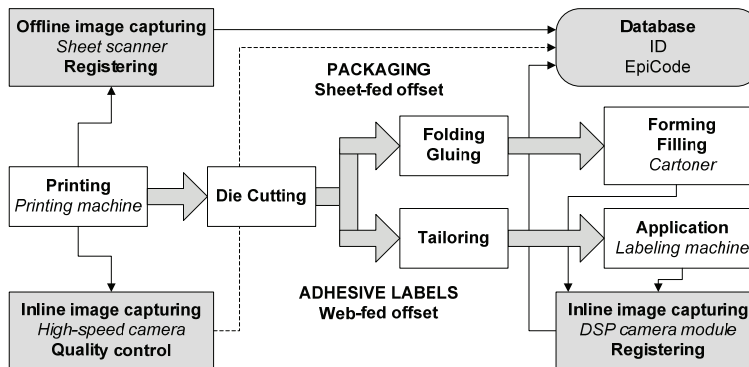 Offline image capturing
Sheet scanner
Registering
Database
ID
EpiCode
PACKAGING
Sheet-fed offset
Folding
Gluing
Forming
Filling
Cartoner
Printing
Printing machine
Die Cutting
Tailoring
Application
Labeling machine
ADHESIVE LABELS
Web-fed offset
Inline image capturing
High-speed camera
Quality control
Inline image capturing
DSP camera module
Registering